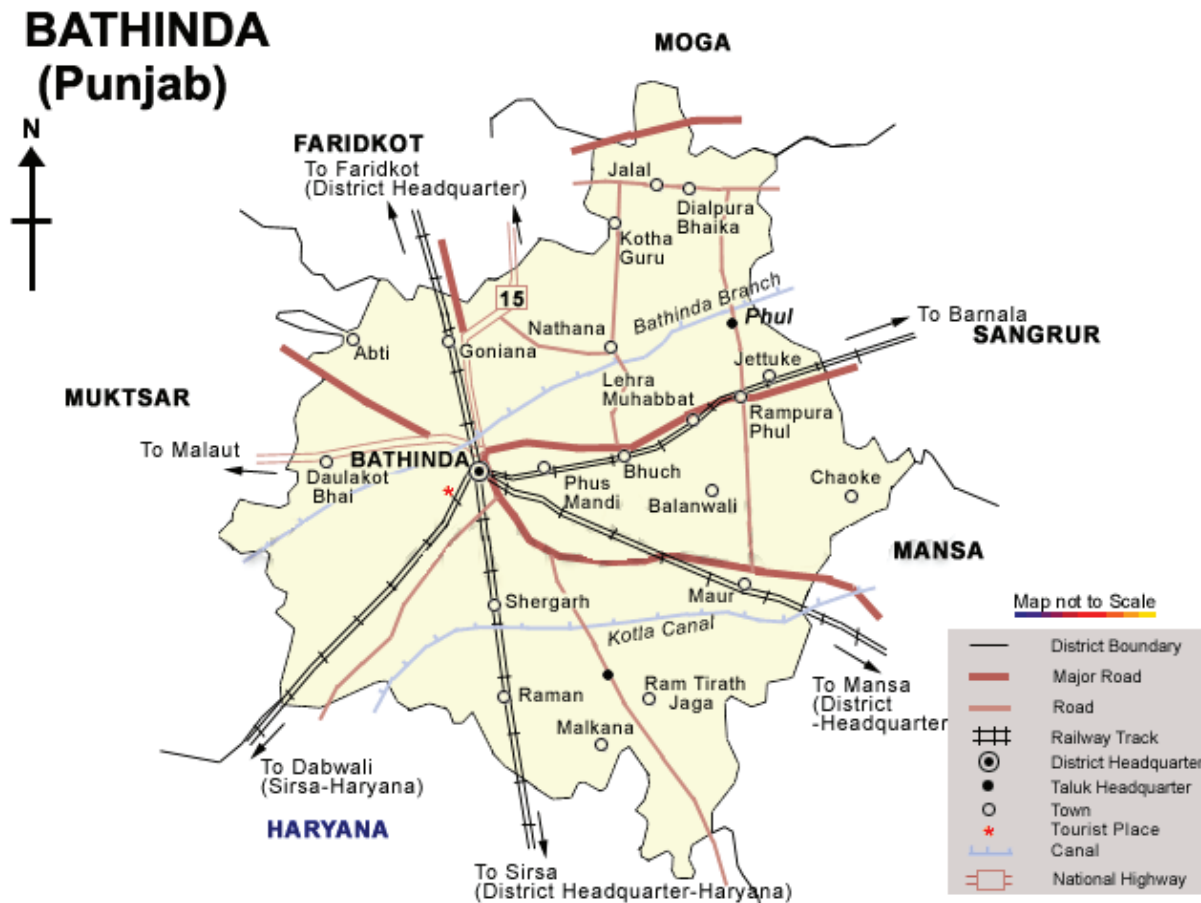 BATHINDA
(Punjab)
MOGA
N
FARIDKOT
To Faridkot
(District Headquarter)
Jalal
Dialpura
Bhaika
Kotha
Guru
15
Bathinda Branch
Phul
To Barnala
SANGRUR
Nathana
Abti
Goniana
Jettuke
Lehra
Muhabbat
MUKTSAR
Rampura
Phul
To Malaut
BATHINDA
Daulakot
Bhai
Bhuch
Phus
Mandi
Balanwali
Chaoke
MANSA
Maur
Shergarh
Kotla Canal
Map not to Scale
Raman
Ram Tirath
Jaga
Malkana
To Mansa
(District
-Headquarter
To Dabwali
(Sirsa-Haryana)
HARYANA
To Sirsa
(District Headquarter-Haryana)
District Boundary
Major Road
Road
Railway Track
District Headquarter
Taluk Headquarter
Town
Tourist Place
Canal
National Highway